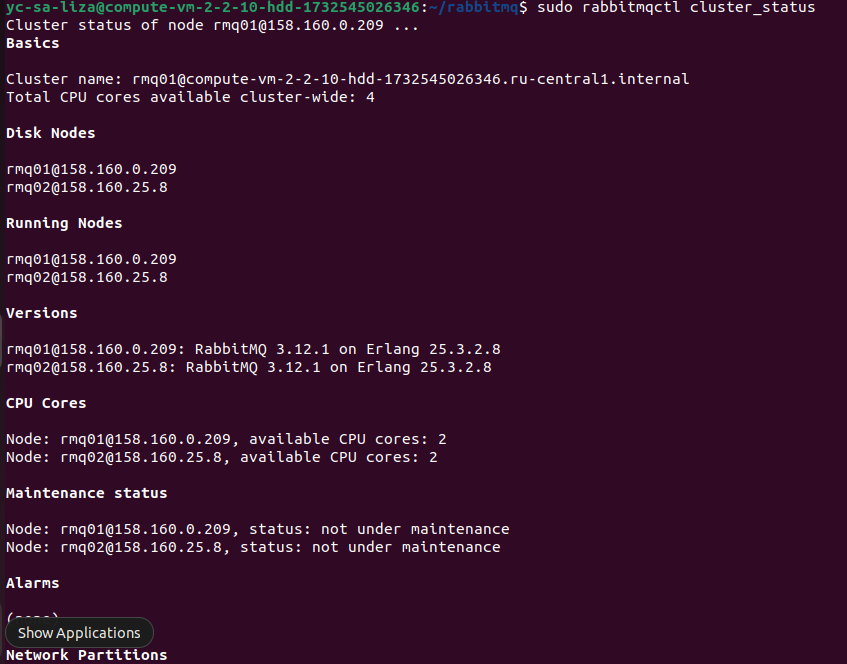 yc-sa-liza@compute-vm-2-2-10-hdd-1732545026346:~/rabbitmq$ sudo rabbitmqctl cluster_status
Cluster status of node rmq01@158.160.0.209 ...
Basics
Cluster name: rmq01@compute-vm-2-2-10-hdd-1732545026346.ru-central1.internal
Total CPU cores available cluster-wide: 4
Disk Nodes
rmq01@158.160.0.209
rmq02@158.160.25.8
Running Nodes
rmq01@158.160.0.209
rmq02@158.160.25.8
Versions
rmq01@158.160.0.209: RabbitMQ 3.12.1 on Erlang 25.3.2.8
rmq02@158.160.25.8: RabbitMQ 3.12.1 on Erlang 25.3.2.8
CPU Cores
Node: rmq01@158.160.0.209, available CPU cores: 2
Node: rmq02@158.160.25.8, available CPU cores: 2
Maintenance status
Node: rmq01@158.160.0.209, status: not under maintenance
Node: rmq02@158.160.25.8, status: not under maintenance
Alarms
Show Applications
Network Partitions